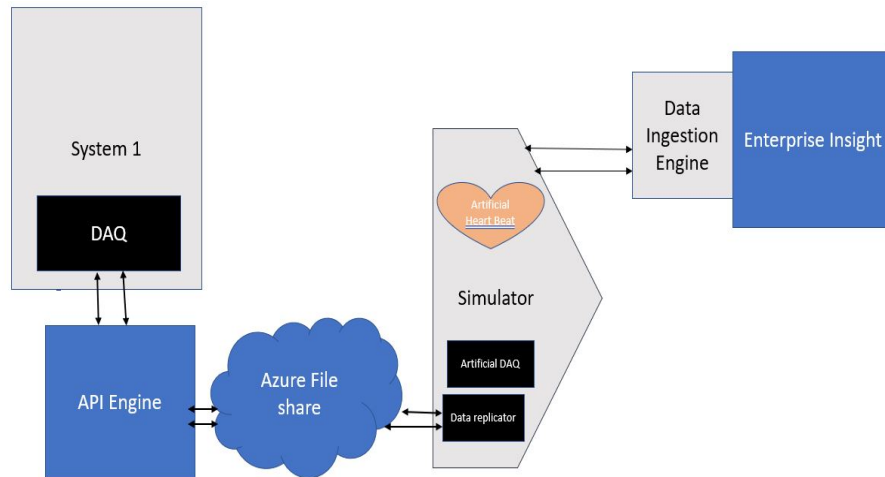 System 1
DAQ
API Engine
Azure File
share
Artificial
Heart Beat
Simulator
Artificial DAQ
Data replicator
Data
Ingestion
Engine
Enterprise Insight